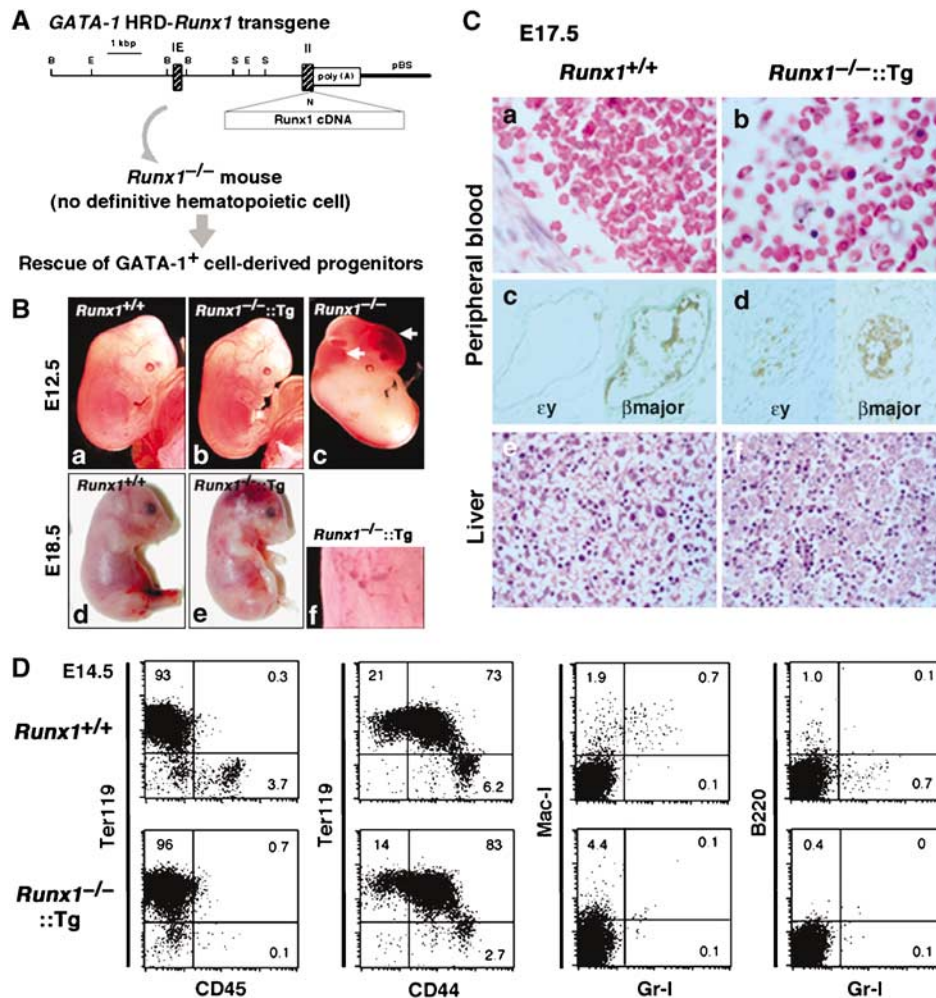 A
GATA-1 HRD-Runx1 transgene
1 kbp
IE
II
B E B B S E S
poly (A)
pBS
N
Runx1 cDNA
Runx1−/− mouse
(no definitive hematopoietic cell)
Rescue of GATA-1+ cell-derived progenitors
B
E12.5
Runx1+/+
Runx1−/−::Tg
Runx1−/−
a
b
c
E18.5
Runx1+/+
Runx1−/−::Tg
Runx1−/−::Tg
d
e
f
C
E17.5
Runx1+/+
Runx1−/−::Tg
Peripheral blood
a
b
c
d
εy
βmajor
εy
βmajor
Liver
e
f
D
E14.5
Runx1+/+
Ter119
93
0.3
3.7
Ter119
21
73
6.2
Mac-I
1.9
0.7
0.1
B220
1.0
0.1
0.7
Runx1−/−
::Tg
96
0.7
0.1
14
83
2.7
4.4
0.1
0.1
0.4
0
0.1
CD45
CD44
Gr-I
Gr-I